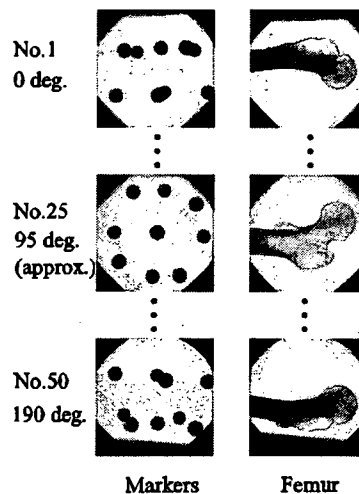 No.1
0 deg.
No.25
95 deg.
(approx.)
No.50
190 deg.
Markers
Femur